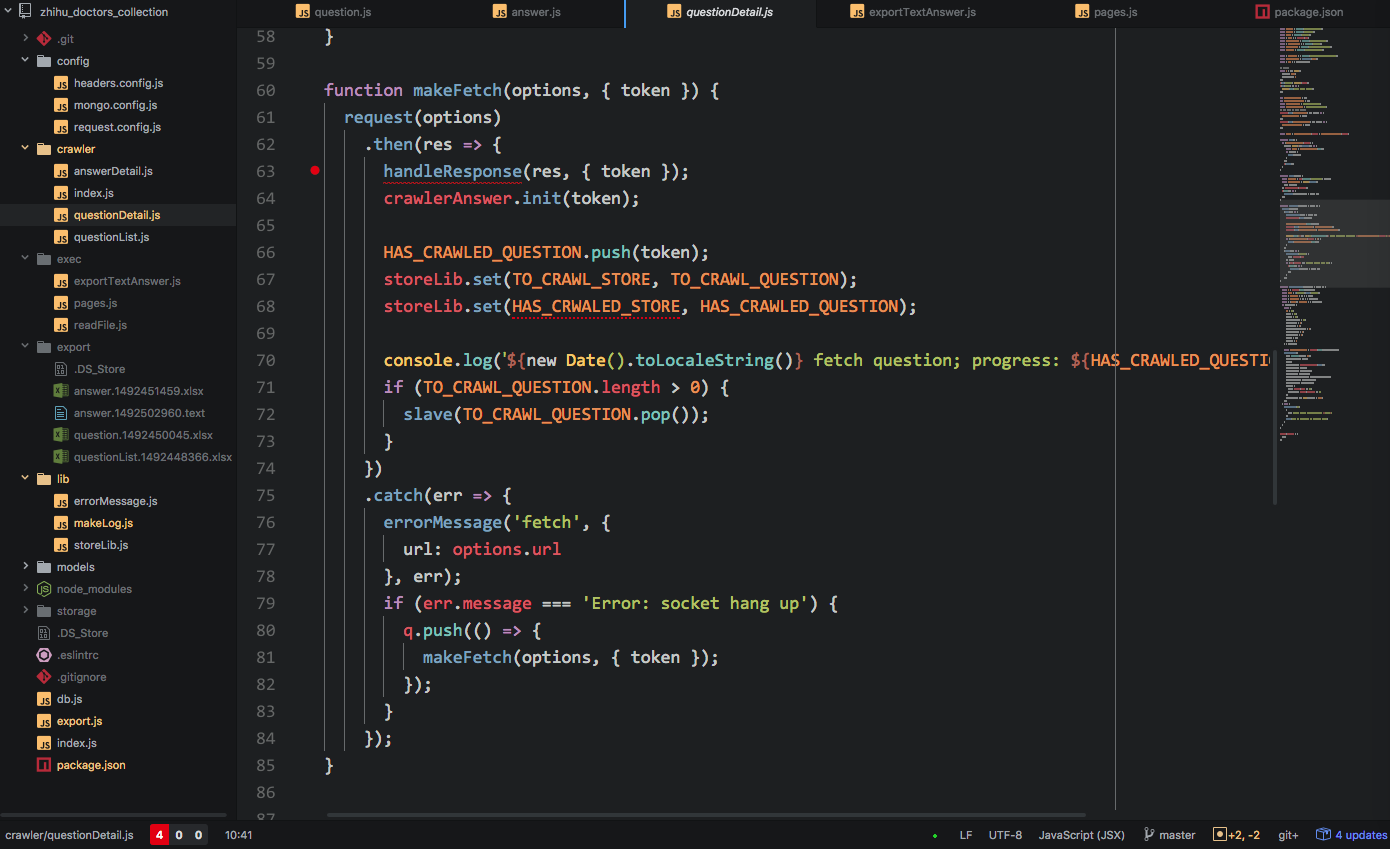 zhihu_doctors_collection
.git
config
headers.config.js
mongo.config.js
request.config.js
crawler
answerDetail.js
index.js
questionDetail.js
questionList.js
exec
exportTextAnswer.js
pages.js
readFile.js
export
.DS_Store
answer.1492451459.xlsx
answer.1492502960.text
question.1492450045.xlsx
questionList.1492448366.xlsx
lib
errorMessage.js
makeLog.js
storeLib.js
models
node_modules
storage
.DS_Store
.eslintrc
.gitignore
db.js
export.js
index.js
package.json
question.js answer.js questionDetail.js exportTextAnswer.js pages.js package.json
58 }
59
60 function makeFetch(options, { token }) {
61 request(options)
62 .then(res => {
63 handleResponse(res, { token });
64 crawlerAnswer.init(token);
65
66 HAS_CRAWLED_QUESTION.push(token);
67 storeLib.set(TO_CRAWL_STORE, TO_CRAWL_QUESTION);
68 storeLib.set(HAS_CRWALED_STORE, HAS_CRAWLED_QUESTION);
69
70 console.log(`${new Date().toLocaleString()} fetch question; progress: ${HAS_CRAWLED_QUESTI
71 if (TO_CRAWL_QUESTION.length > 0) {
72 slave(TO_CRAWL_QUESTION.pop());
73 }
74 })
75 .catch(err => {
76 errorMessage('fetch', {
77 url: options.url
78 }, err);
79 if (err.message === 'Error: socket hang up') {
80 q.push(() => {
81 makeFetch(options, { token });
82 });
83 }
84 });
85 }
86
87
crawler/questionDetail.js 4 0 0 10:41 LF UTF-8 JavaScript (JSX) master +2, -2 git+ 4 updates